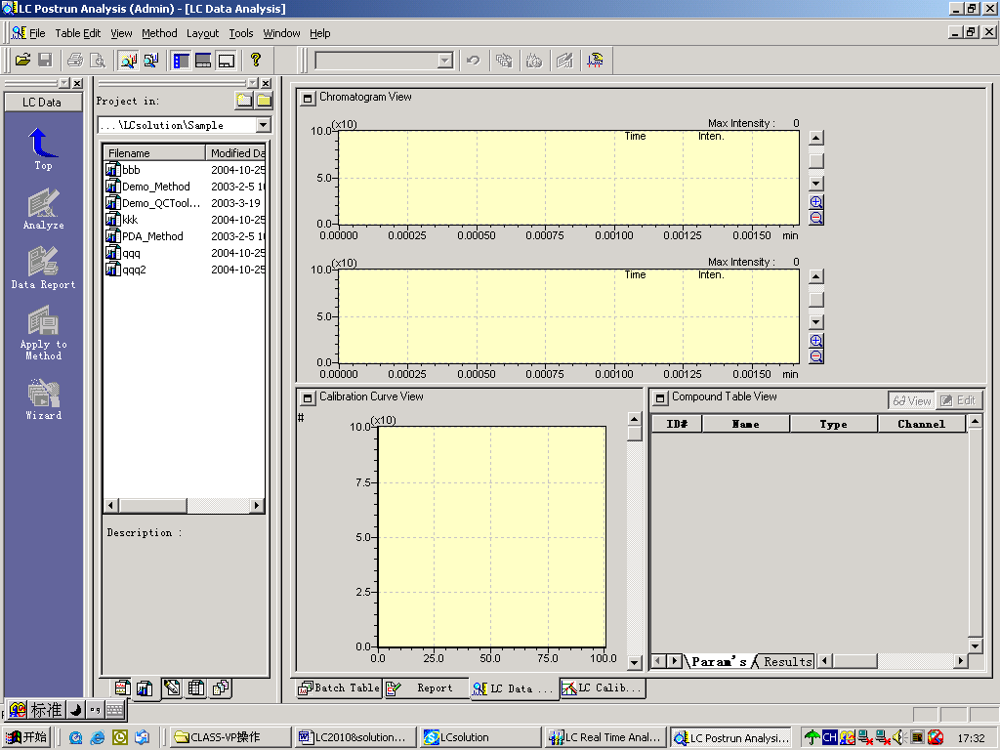 LC Postrun Analysis (Admin) - [LC Data Analysis]
File Table Edit View Method Layout Tools Window Help
LC Data
Top
Analyze
Data Report
Apply to
Method
Wizard
Project in:
...\LCsolution\Sample
Filename Modified Da
bbb 2004-10-25
Demo_Method 2003-2-5 1
Demo_QCTool... 2003-3-19
kkk 2004-10-25
PDA_Method 2003-2-5 1
qqq 2004-10-25
qqq2 2004-10-25
Description :
Chromatogram View
(x10) Max Intensity : 0
10.0 Time Inten.
5.0
0.0
0.00000 0.00025 0.00050 0.00075 0.00100 0.00125 0.00150 min
(x10) Max Intensity : 0
10.0 Time Inten.
5.0
0.0
0.00000 0.00025 0.00050 0.00075 0.00100 0.00125 0.00150 min
Calibration Curve View
#
(x10)
10.0
7.5
5.0
2.5
0.0
0.0 25.0 50.0 75.0 100.0
Compound Table View View Edit
ID# Name Type Channel
Param's Results
Batch Table Report LC Data ... LC Calib...
标准
开始 CLASS-VP操作 LC2010&solution... LCsolution LC Real Time Anal... LC Postrun Analysi... CH 17:32